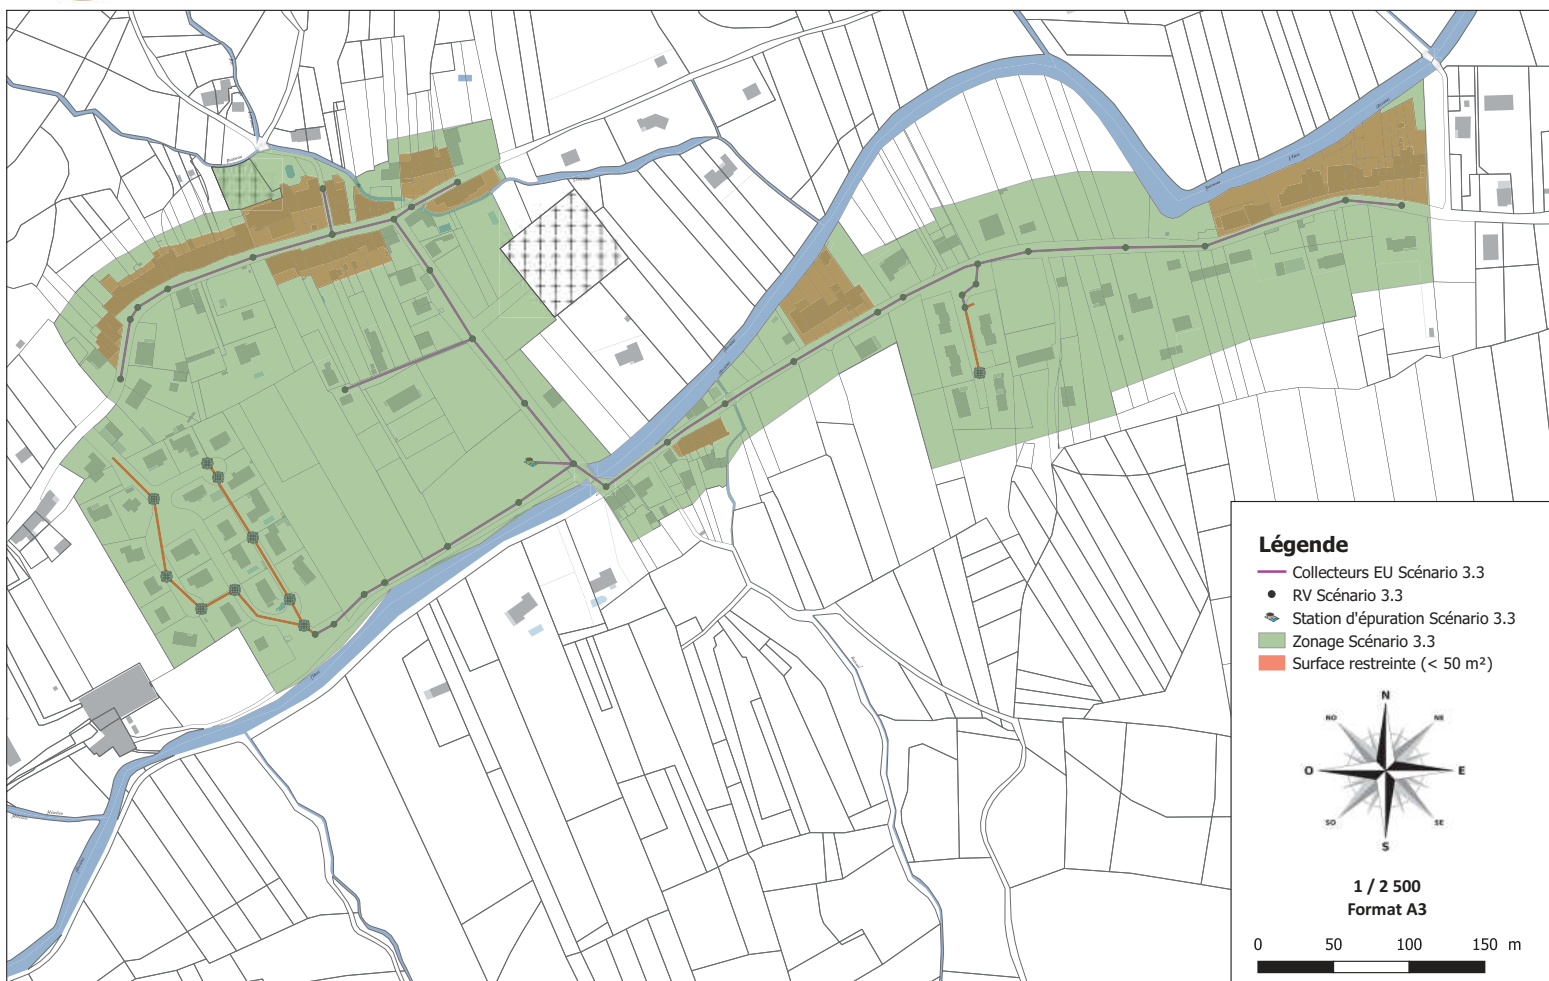 Légende
Collecteurs EU Scénario 3.3
RV Scénario 3.3
Station d'épuration Scénario 3.3
Zonage Scénario 3.3
Surface restreinte (< 50 m²)
N
NO
NE
O
E
SO
SE
S
1 / 2 500
Format A3
0 50 100 150 m